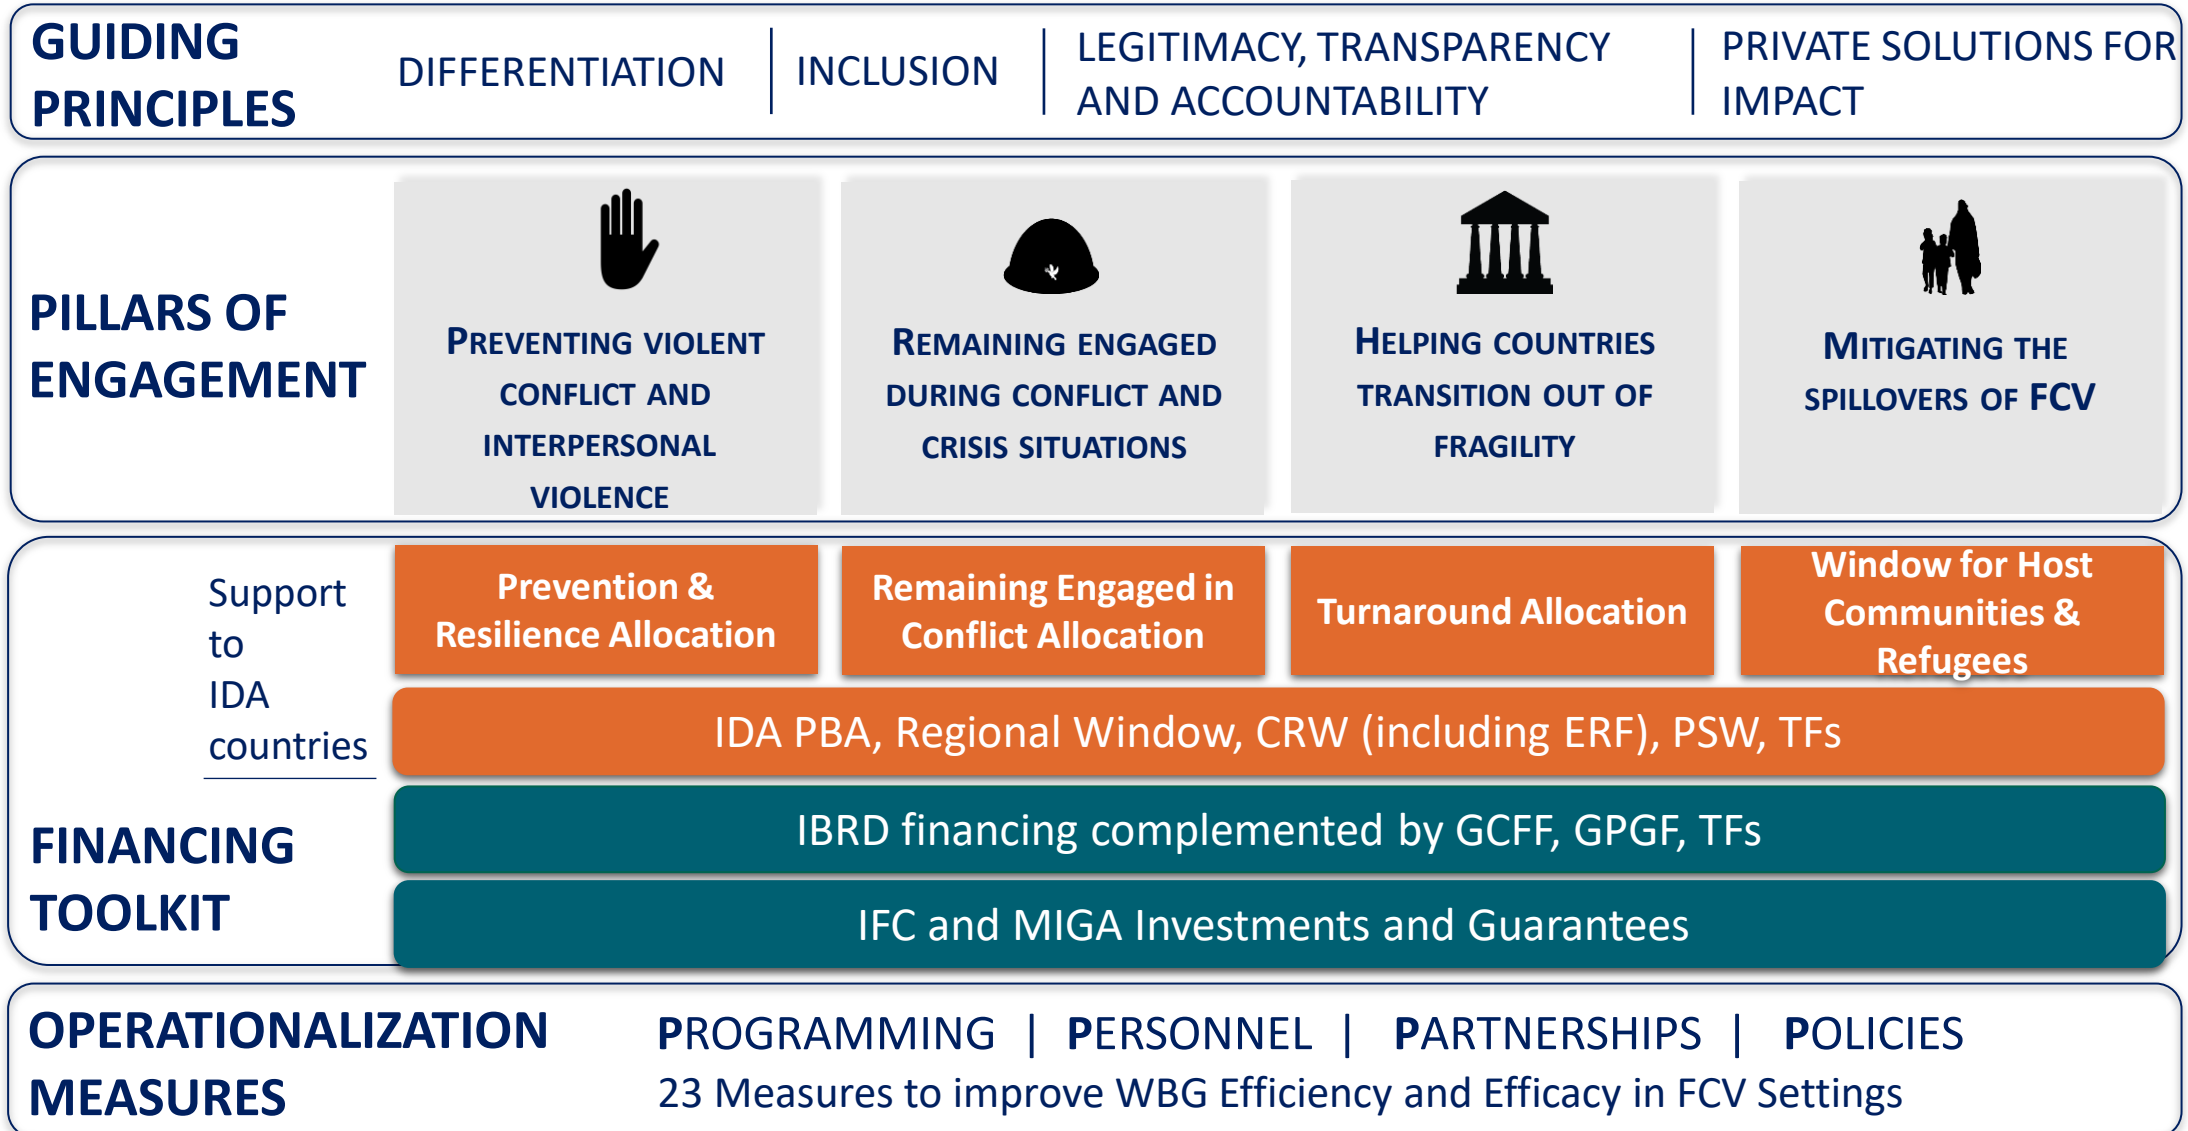 GUIDING
PRINCIPLES
DIFFERENTIATION
INCLUSION
LEGITIMACY, TRANSPARENCY
AND ACCOUNTABILITY
PRIVATE SOLUTIONS FOR
IMPACT
PILLARS OF
ENGAGEMENT
PREVENTING VIOLENT
CONFLICT AND
INTERPERSONAL
VIOLENCE
REMAINING ENGAGED
DURING CONFLICT AND
CRISIS SITUATIONS
HELPING COUNTRIES
TRANSITION OUT OF
FRAGILITY
MITIGATING THE
SPILLOVERS OF FCV
Support
to
IDA
countries
FINANCING
TOOLKIT
Prevention &
Resilience Allocation
Remaining Engaged in
Conflict Allocation
Turnaround Allocation
Window for Host
Communities &
Refugees
IDA PBA, Regional Window, CRW (including ERF), PSW, TFs
IBRD financing complemented by GCFF, GPGF, TFs
IFC and MIGA Investments and Guarantees
OPERATIONALIZATION
MEASURES
PROGRAMMING | PERSONNEL | PARTNERSHIPS | POLICIES
23 Measures to improve WBG Efficiency and Efficacy in FCV Settings